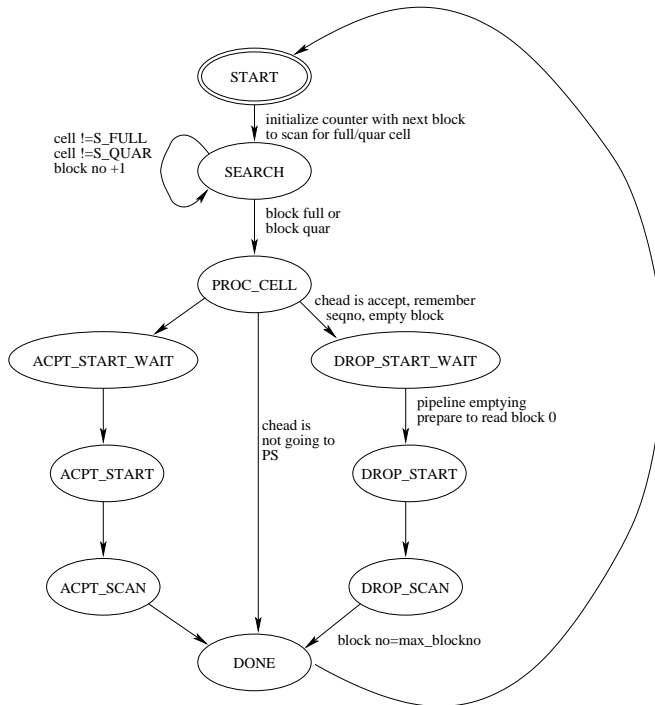 START
initialize counter with next block
to scan for full/quar cell
cell !=S_FULL
cell !=S_QUAR
block no +1
SEARCH
block full or
block quar
PROC_CELL
chead is accept, remember
seqno, empty block
ACPT_START_WAIT
DROP_START_WAIT
pipeline emptying
prepare to read block 0
chead is
not going to
PS
ACPT_START
DROP_START
ACPT_SCAN
DROP_SCAN
block no=max_blockno
DONE